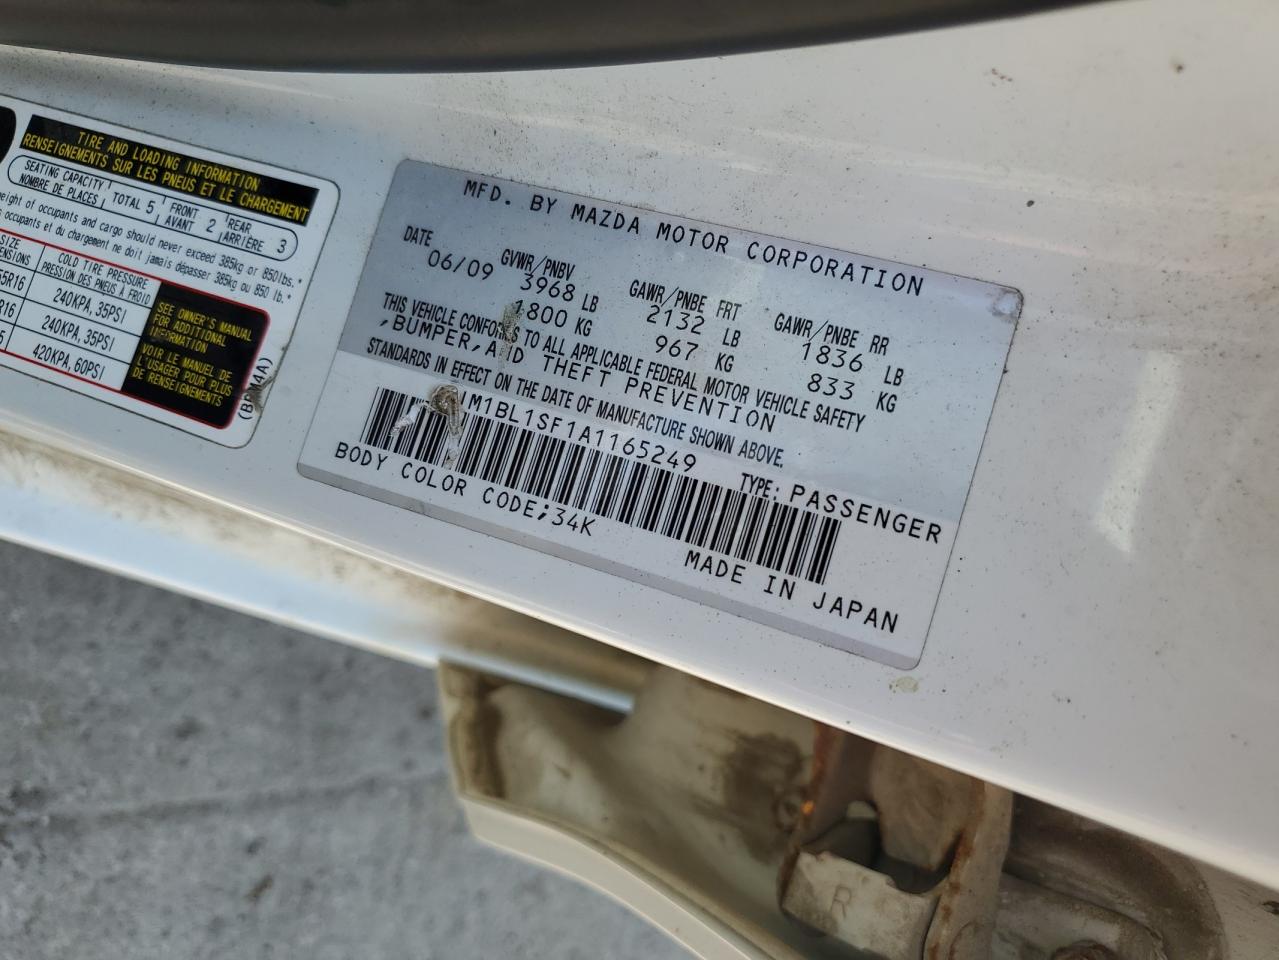 TIRE AND LOADING INFORMATION
RENSEIGNEMENTS SUR LES PNEUS ET LE CHARGEMENT
SEATING CAPACITY
NOMBRE DE PLACES
TOTAL 5
FRONT
AVANT
2
REAR
ARRIÈRE
3
of occupants and cargo should never exceed 385kg or 850lbs.
occupants et du chargement ne doit jamais dépasser 385kg ou 850 lb.
SIZE
COLD TIRE PRESSURE
PRESSION DES PNEUS À FROID
240KPA, 35PSI
240KPA, 35PSI
420KPA, 60PSI
SEE OWNER'S MANUAL
FOR ADDITIONAL
INFORMATION
VOIR LE MANUEL DE
L'USAGER POUR PLUS
DE RENSEIGNEMENTS
MFD. BY MAZDA MOTOR CORPORATION
DATE GVWR/PNBV GAWR/PNBE FRT GAWR/PNBE RR
06/09 3968 LB 2132 LB 1836 LB
1800 KG 967 KG 833 KG
THIS VEHICLE CONFORMS TO ALL APPLICABLE FEDERAL MOTOR VEHICLE SAFETY
,BUMPER,AND THEFT PREVENTION
STANDARDS IN EFFECT ON THE DATE OF MANUFACTURE SHOWN ABOVE.
M1BL1SF1A1165249 TYPE: PASSENGER
BODY COLOR CODE;34K
MADE IN JAPAN
R